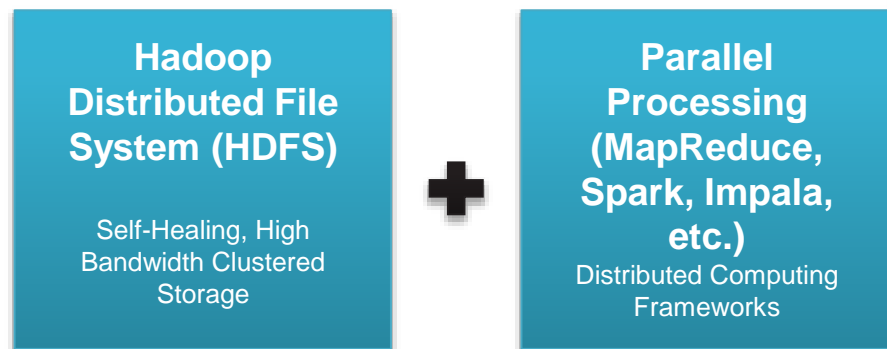 Hadoop
Distributed File
System (HDFS)
Self-Healing, High
Bandwidth Clustered
Storage
Parallel
Processing
(MapReduce,
Spark, Impala,
etc.)
Distributed Computing
Frameworks